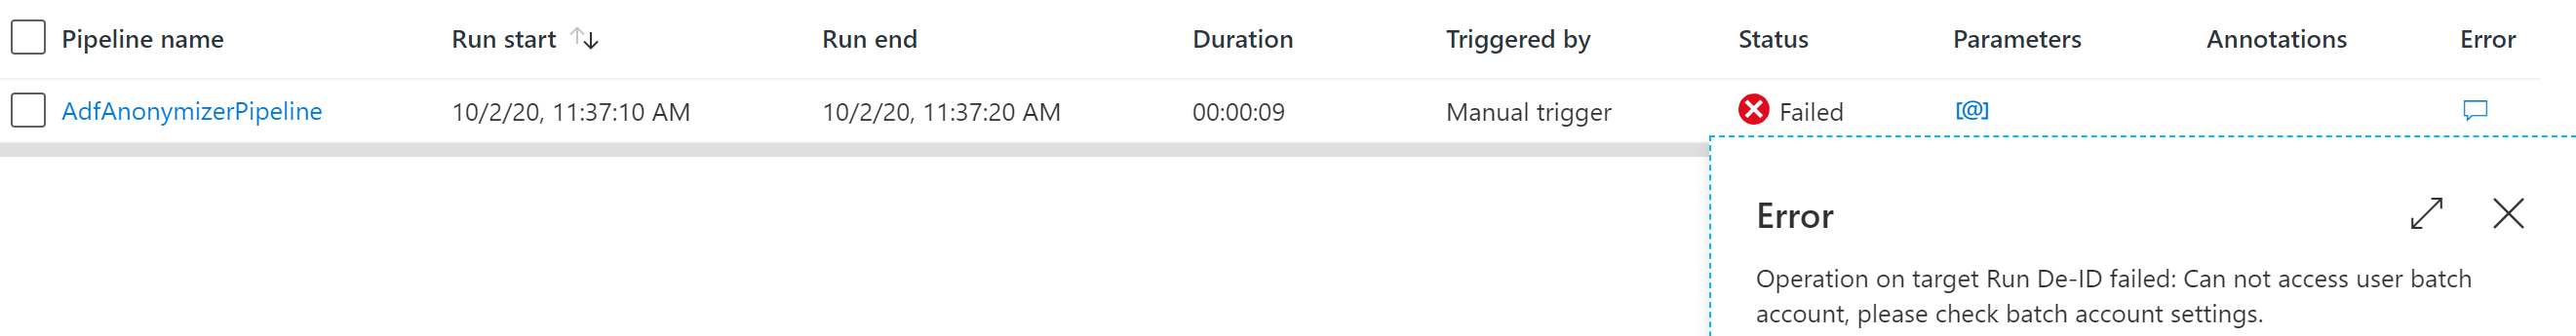 Pipeline name Run start Run end Duration Triggered by Status Parameters Annotations Error
AdfAnonymizerPipeline 10/2/20, 11:37:10 AM 10/2/20, 11:37:20 AM 00:00:09 Manual trigger Failed [@]
Error
Operation on target Run De-ID failed: Can not access user batch
account, please check batch account settings.